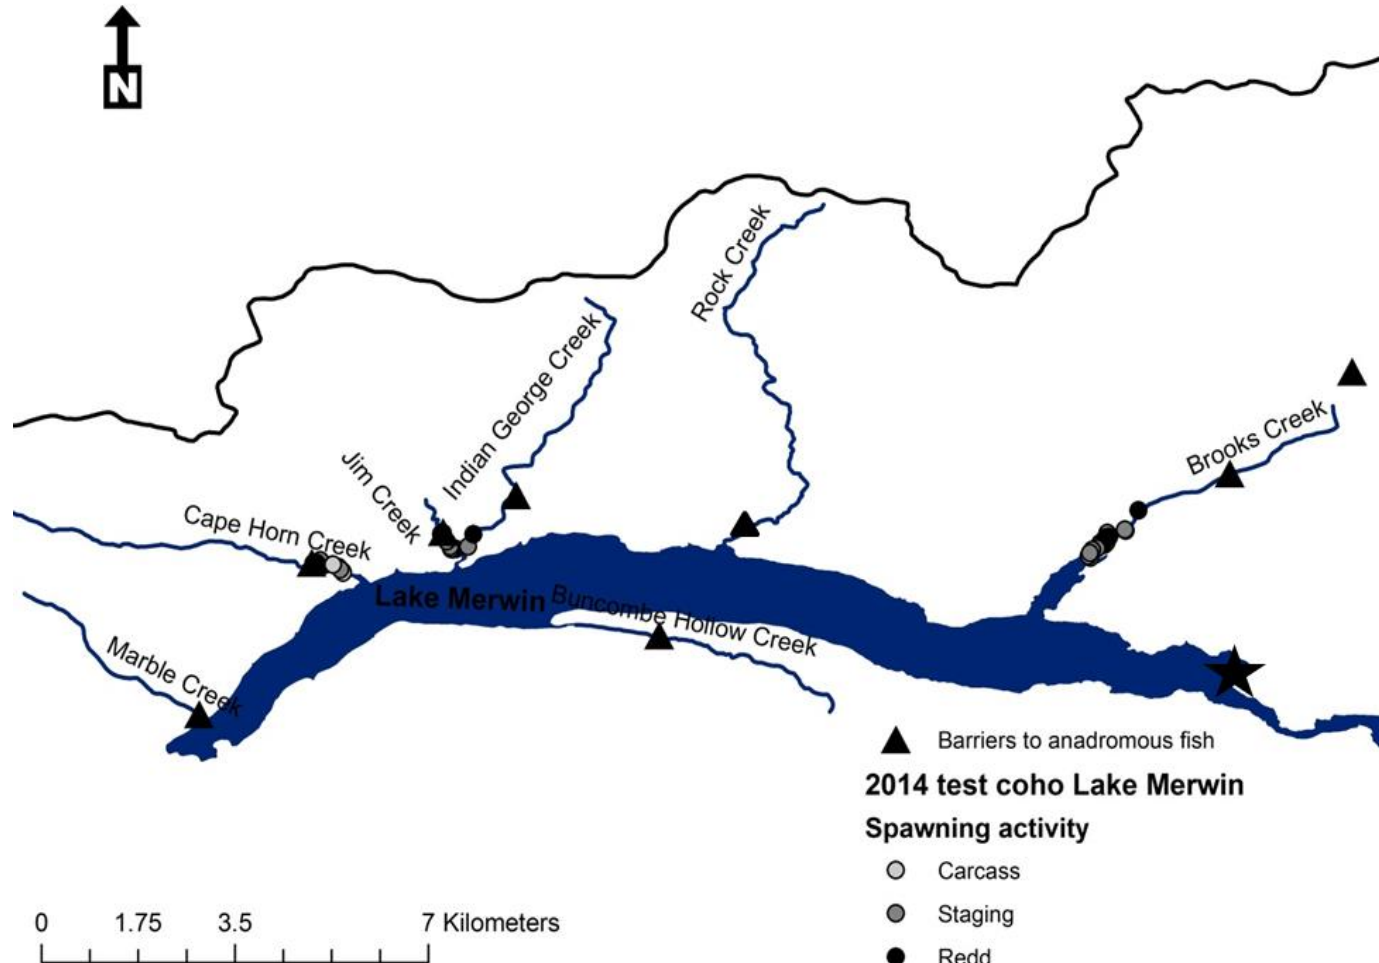 N
Rock Creek
Indian George Creek
Jim Creek
Brooks Creek
Cape Horn Creek
Lake Merwin
Buncombe Hollow Creek
Marble Creek
Barriers to anadromous fish
2014 test coho Lake Merwin
Spawning activity
Carcass
Staging
Redd
0 1.75 3.5 7 Kilometers